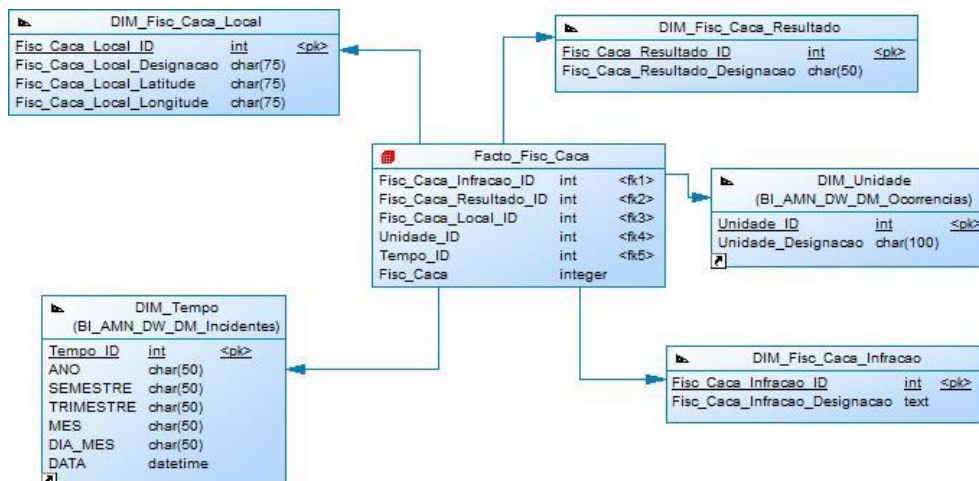 DIM_Fisc_Caca_Local
Fisc_Caca_Local_ID int <pk>
Fisc_Caca_Local_Designacao char(75)
Fisc_Caca_Local_Latitude char(75)
Fisc_Caca_Local_Longitude char(75)
DIM_Fisc_Caca_Resultado
Fisc_Caca_Resultado_ID int <pk>
Fisc_Caca_Resultado_Designacao char(50)
Facto_Fisc_Caca
Fisc_Caca_Infracao_ID int <fk1>
Fisc_Caca_Resultado_ID int <fk2>
Fisc_Caca_Local_ID int <fk3>
Unidade_ID int <fk4>
Tempo_ID int <fk5>
Fisc_Caca integer
DIM_Unidade
(BI_AMN_DW_DM_Ocorrencias)
Unidade_ID int <pk>
Unidade_Designacao char(100)
DIM_Tempo
(BI_AMN_DW_DM_Incidentes)
Tempo_ID int <pk>
ANO char(50)
SEMESTRE char(50)
TRIMESTRE char(50)
MES char(50)
DIA_MES char(50)
DATA datetime
DIM_Fisc_Caca_Infracao
Fisc_Caca_Infracao_ID int <pk>
Fisc_Caca_Infracao_Designacao text